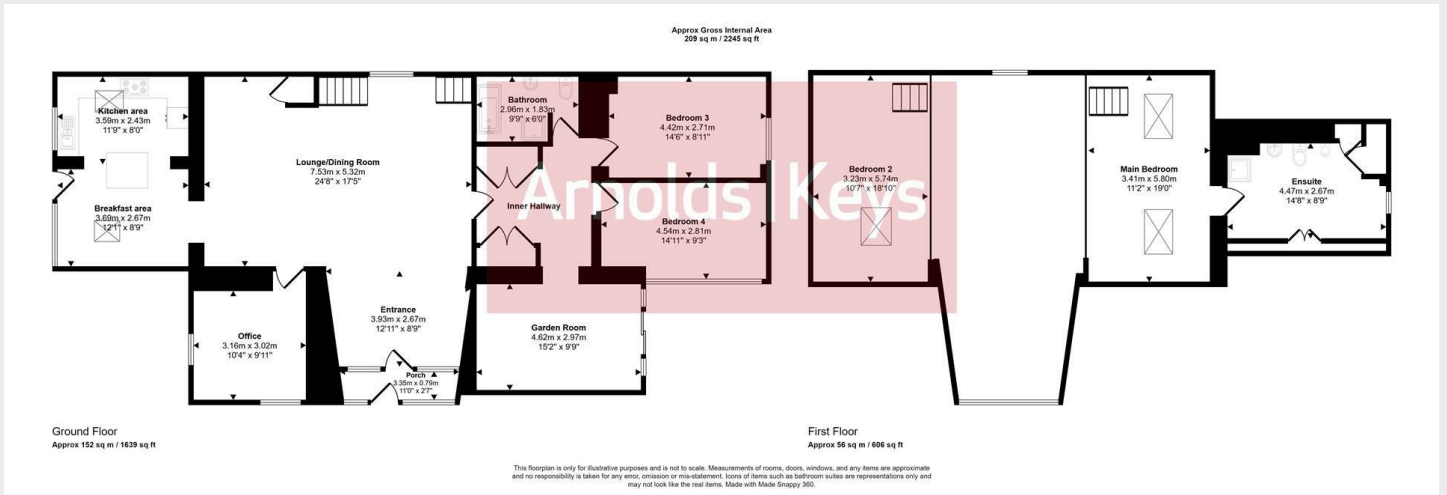 Approx Gross Internal Area
209 sq m / 2245 sq ft
Kitchen area
3.59m x 2.43m
11'9" x 8'0"
Breakfast area
3.69m x 2.67m
12'1" x 8'9"
Lounge/Dining Room
7.53m x 5.32m
24'8" x 17'5"
Bathroom
2.96m x 1.83m
9'9" x 6'0"
Bedroom 3
4.42m x 2.71m
14'6" x 8'11"
Inner Hallway
Bedroom 4
4.54m x 2.81m
14'11" x 9'3"
Arnolds | Keys
Office
3.16m x 3.02m
10'4" x 9'11"
Entrance
3.93m x 2.67m
12'11" x 8'9"
Porch
3.35m x 0.79m
11'0" x 2'7"
Garden Room
4.62m x 2.97m
15'2" x 9'9"
Bedroom 2
3.23m x 5.74m
10'7" x 18'10"
Main Bedroom
3.41m x 5.80m
11'2" x 19'0"
Ensuite
4.47m x 2.67m
14'8" x 8'9"
Ground Floor
Approx 152 sq m / 1639 sq ft
First Floor
Approx 56 sq m / 606 sq ft
This floorplan is only for illustrative purposes and is not to scale. Measurements of rooms, doors, windows, and any items are approximate
and no responsibility is taken for any error, omission or mis-statement. Icons of items such as bathroom suites are representations only and
may not look like the real items. Made with Made Snappy 360.